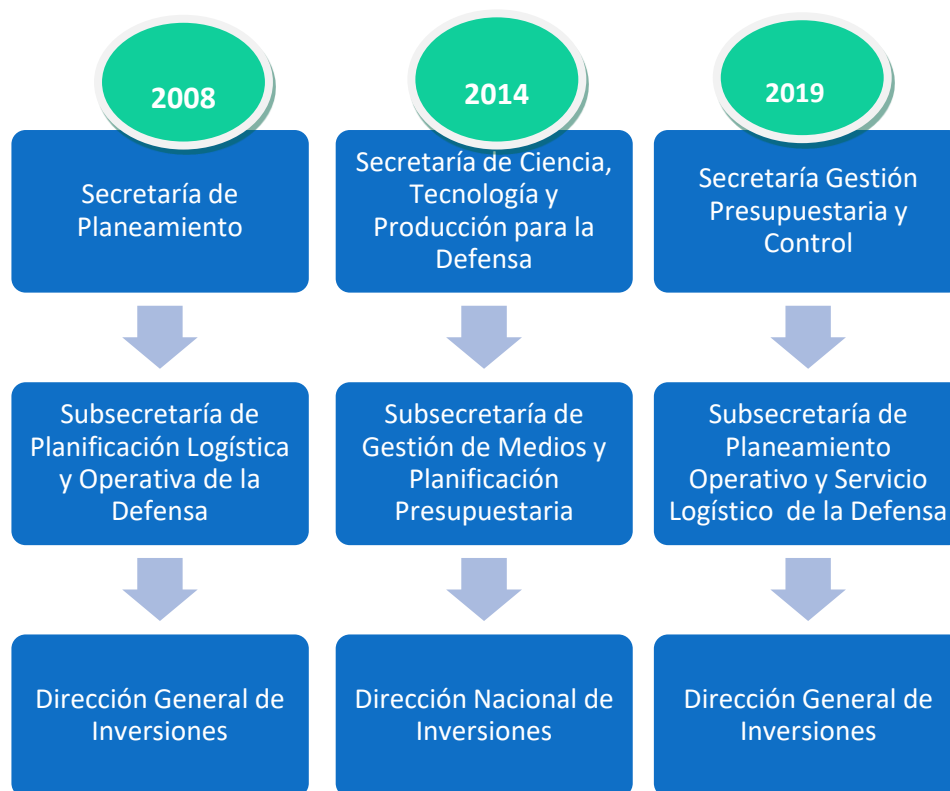 2008
Secretaría de
Planeamiento
Subsecretaría de
Planificación Logística
y Operativa de la
Defensa
Dirección General de
Inversiones
2014
Secretaría de Ciencia,
Tecnología y
Producción para la
Defensa
Subsecretaría de
Gestión de Medios y
Planificación
Presupuestaria
Dirección Nacional de
Inversiones
2019
Secretaría Gestión
Presupuestaria y
Control
Subsecretaría de
Planeamiento
Operativo y Servicio
Logístico de la Defensa
Dirección General de
Inversiones